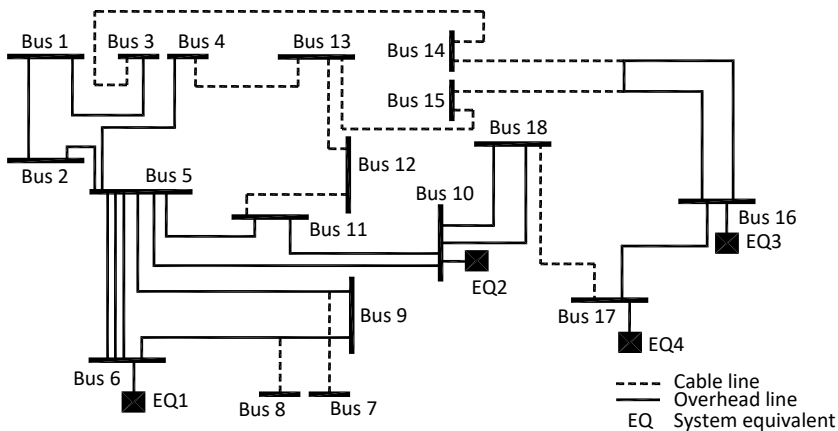 Bus 1
Bus 3
Bus 4
Bus 13
Bus 14
Bus 15
Bus 18
Bus 2
Bus 5
Bus 12
Bus 10
Bus 11
Bus 16
EQ3
EQ2
Bus 9
Bus 17
EQ4
Bus 6
EQ1
Bus 8
Bus 7
Cable line
Overhead line
EQ System equivalent